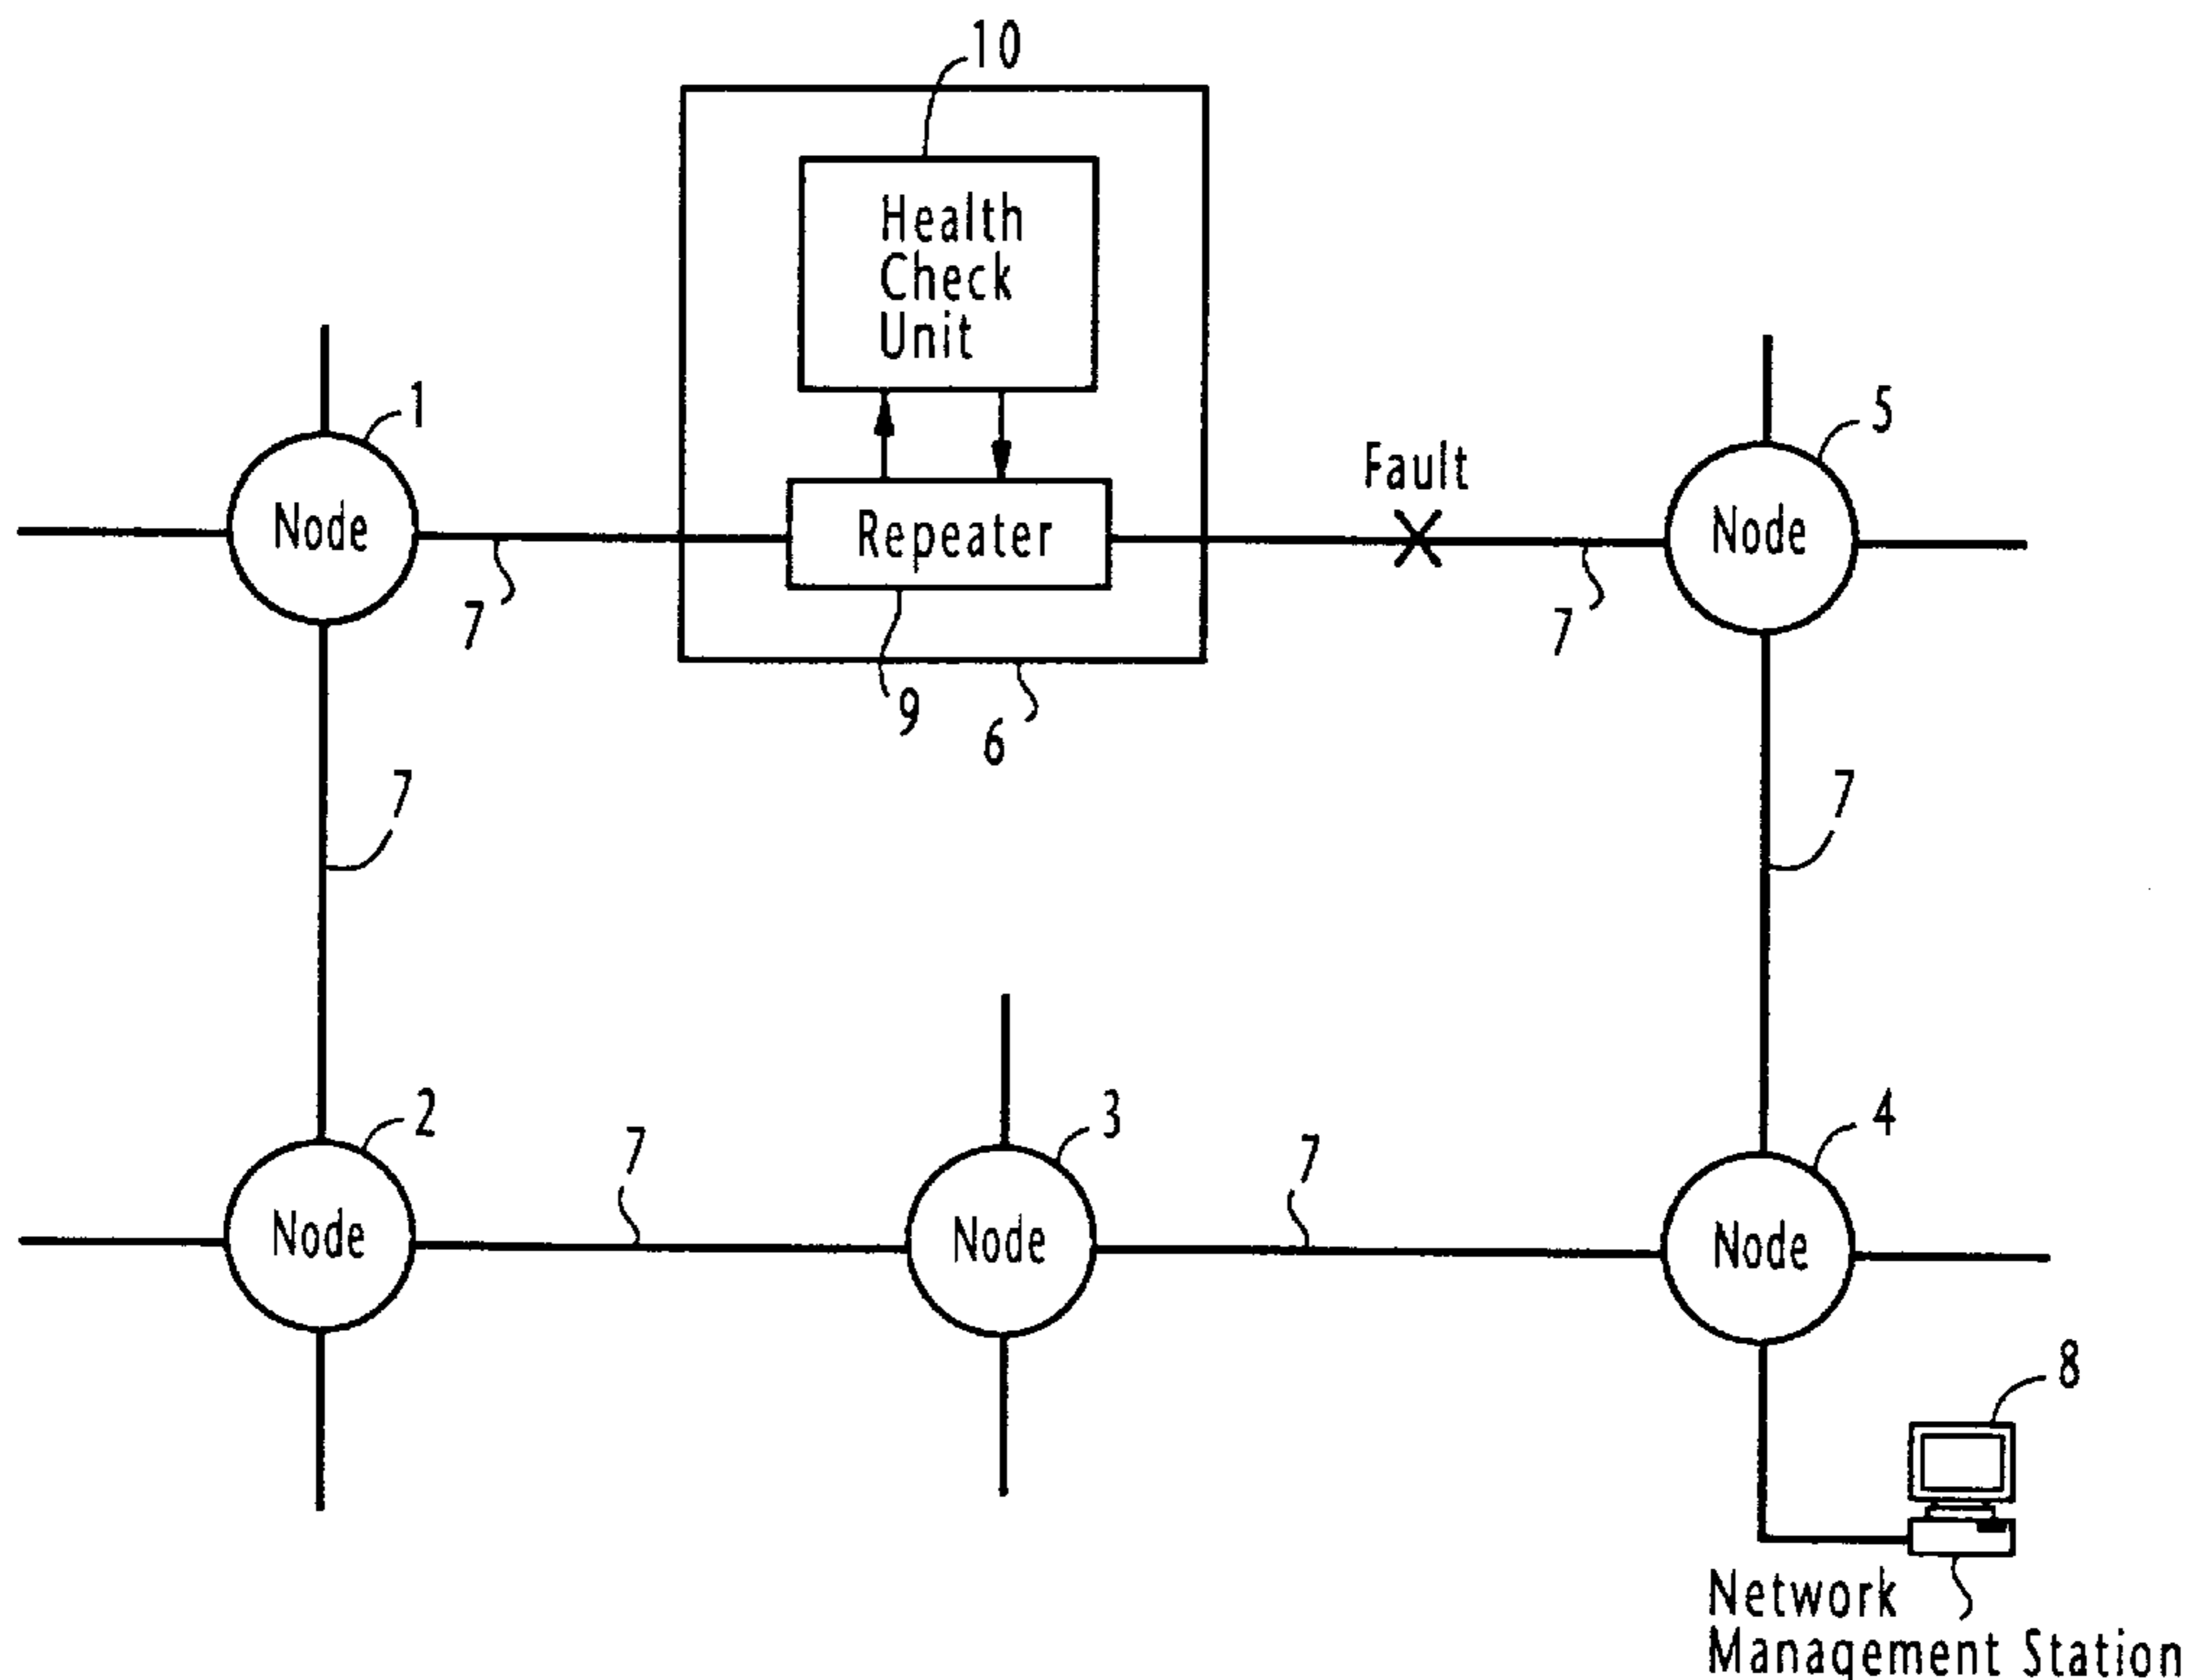 10
Health
Check
Unit
1
5
Fault
Node
Repeater
Node
7
7
9
6
7
7
2
7
3
7
4
Node
Node
Node
8
Network
Management Station